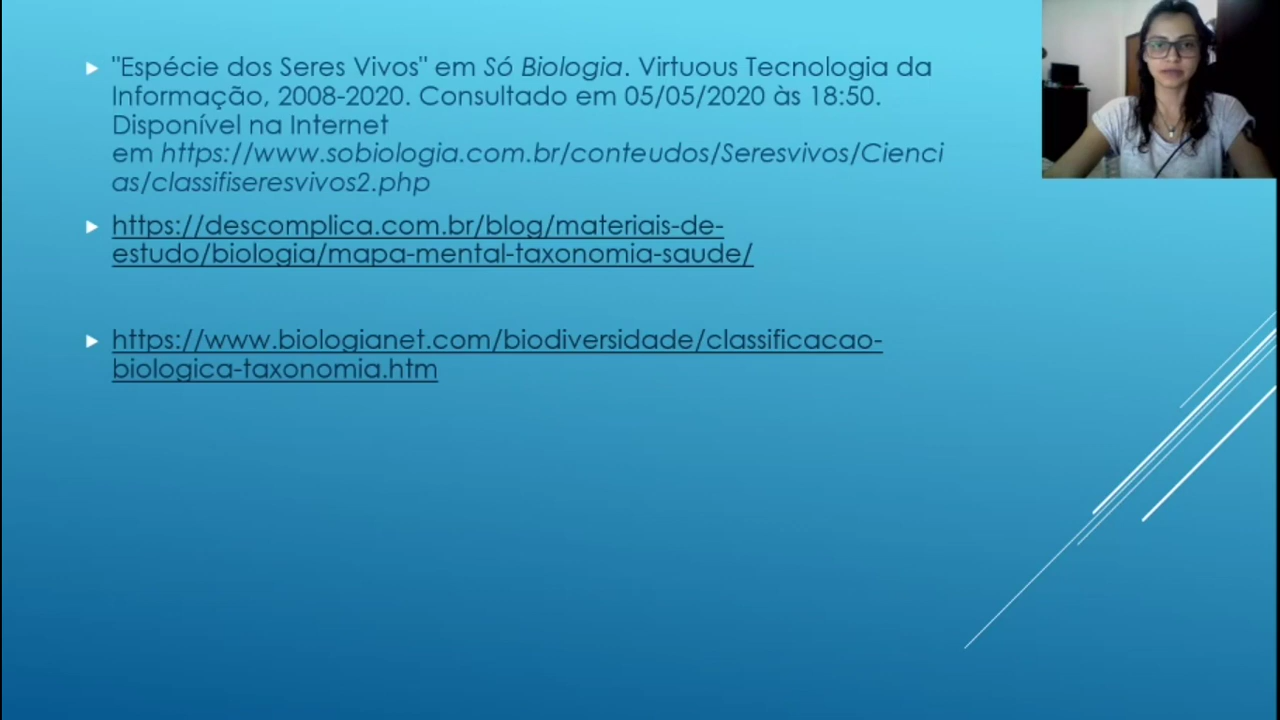 "Espécie dos Seres Vivos" em Só Biologia. Virtuous Tecnologia da
Informação, 2008-2020. Consultado em 05/05/2020 às 18:50.
Disponível na Internet
em https://www.sobiologia.com.br/conteudos/Seresvivos/Cienci
as/classifiseresvivos2.php
https://descomplica.com.br/blog/materiais-de-
estudo/biologia/mapa-mental-taxonomia-saude/
https://www.biologianet.com/biodiversidade/classificacao-
biologica-taxonomia.htm